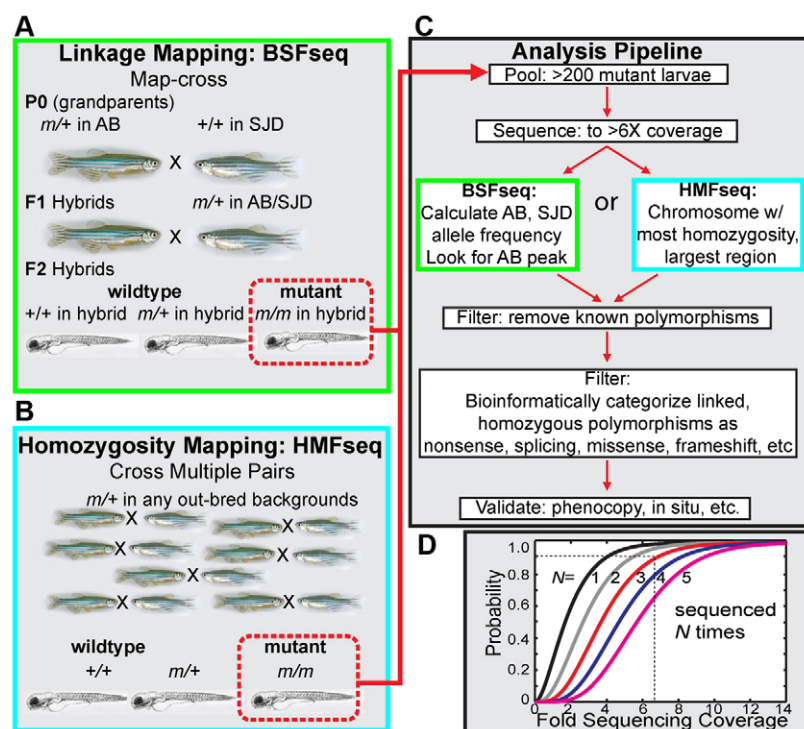 A
Linkage Mapping: BSFseq
Map-cross
P0 (grandparents)
m/+ in AB
+/+ in SJD
X
F1 Hybrids
m/+ in AB/SJD
X
F2 Hybrids
wildtype
mutant
+/+ in hybrid
m/+ in hybrid
m/m in hybrid
B
Homozygosity Mapping: HMFseq
Cross Multiple Pairs
m/+ in any out-bred backgrounds
X
X
X
X
X
X
X
wildtype
mutant
+/+
m/+
m/m
C
Analysis Pipeline
Pool: >200 mutant larvae
Sequence: to >6X coverage
BSFseq:
Calculate AB, SJD
allele frequency
Look for AB peak
or
HMFseq:
Chromosome w/
most homozygosity,
largest region
Filter: remove known polymorphisms
Filter:
Bioinformatically categorize linked,
homozygous polymorphisms as
nonsense, splicing, missense, frameshift, etc
Validate: phenocopy, in situ, etc.
D
Probability
1.0
0.8
0.6
0.4
0.2
0
N= 1 2 3 4 5
sequenced
N times
0 2 4 6 8 10 12 14
Fold Sequencing Coverage